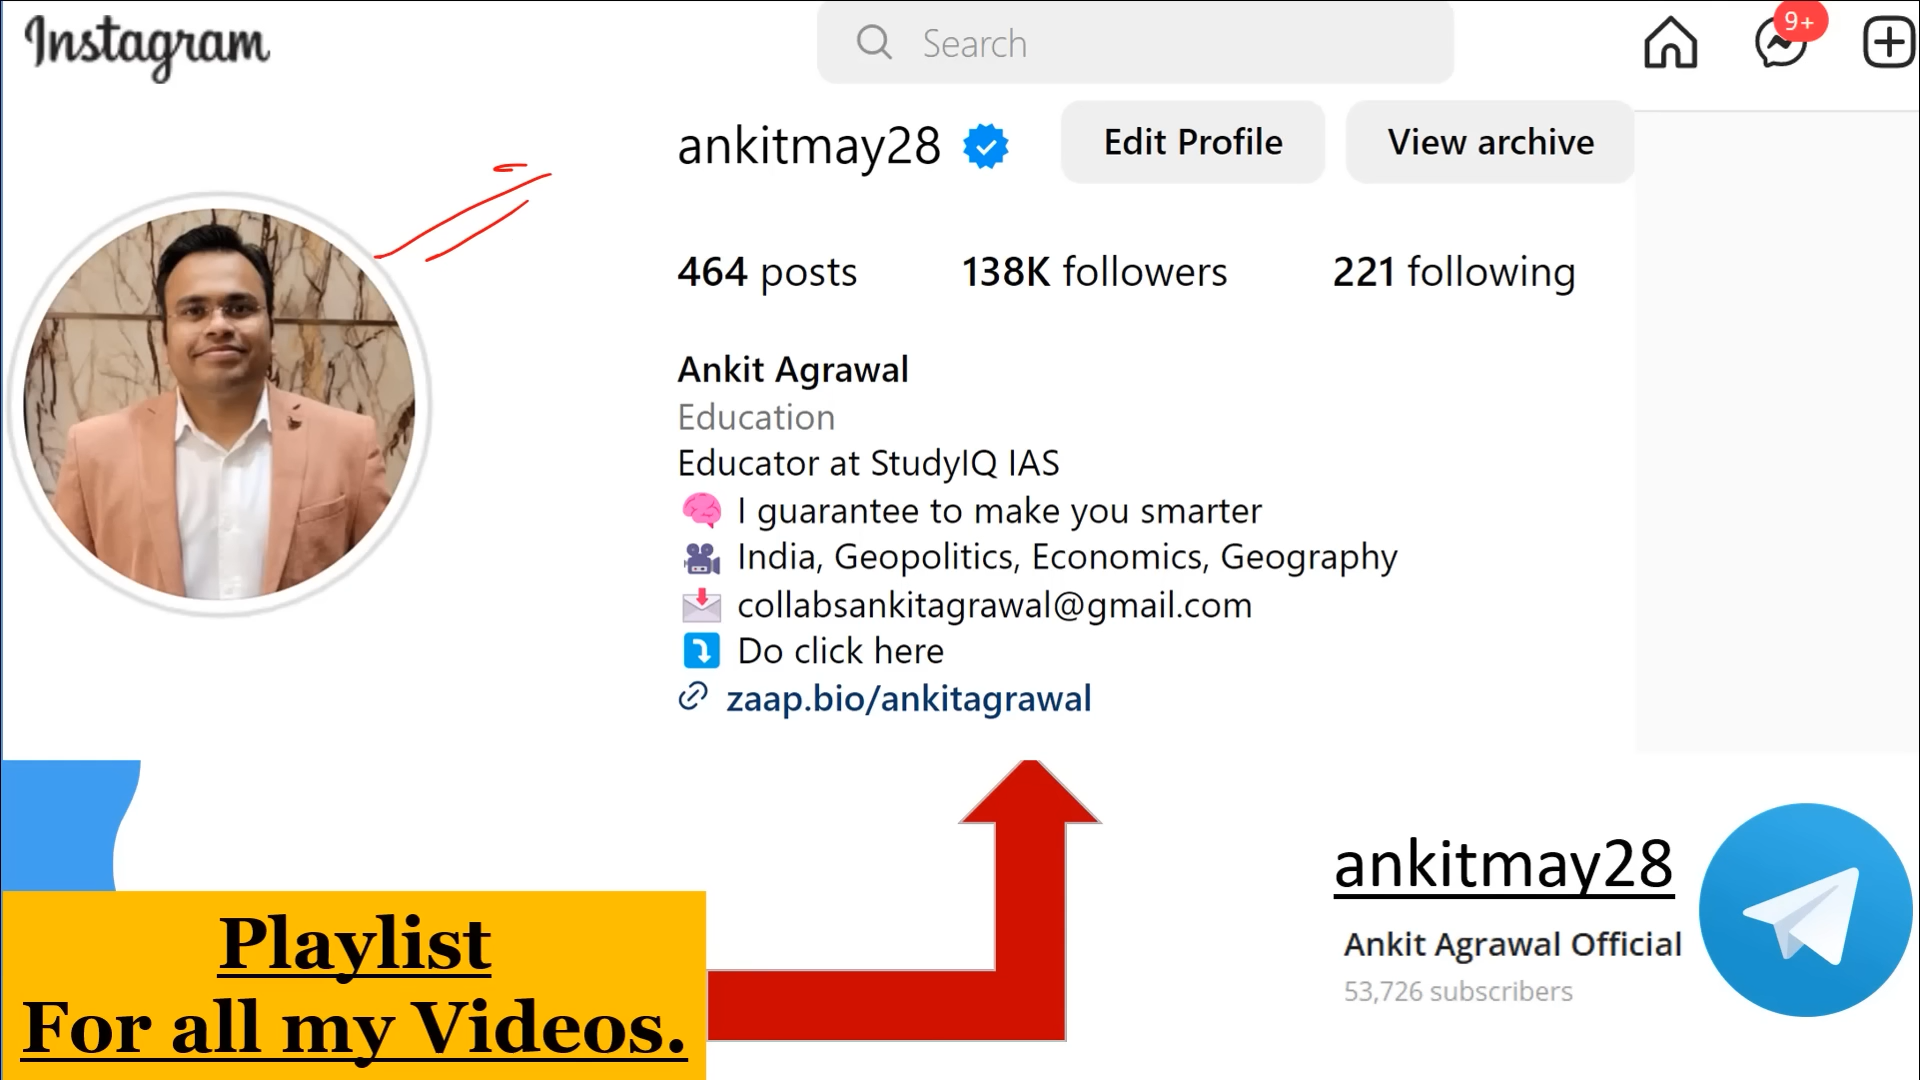 Instagram
Search
9+
ankitmay28
Edit Profile
View archive
464 posts
138K followers
221 following
Ankit Agrawal
Education
Educator at StudyIQ IAS
I guarantee to make you smarter
India, Geopolitics, Economics, Geography
collabsankitagrawal@gmail.com
Do click here
zaap.bio/ankitagrawal
Playlist
For all my Videos.
ankitmay28
Ankit Agrawal Official
53,726 subscribers